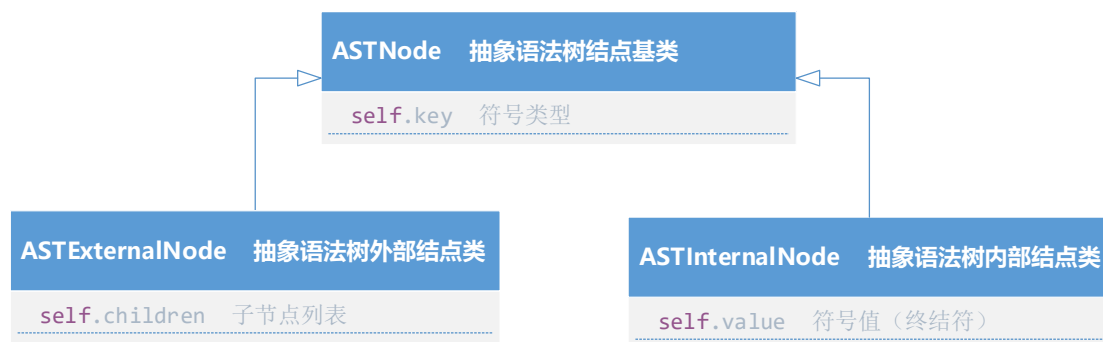 ASTNode 抽象语法树结点基类
self.key 符号类型
ASTExternalNode 抽象语法树外部结点类
self.children 子节点列表
ASTInternalNode 抽象语法树内部结点类
self.value 符号值（终结符）